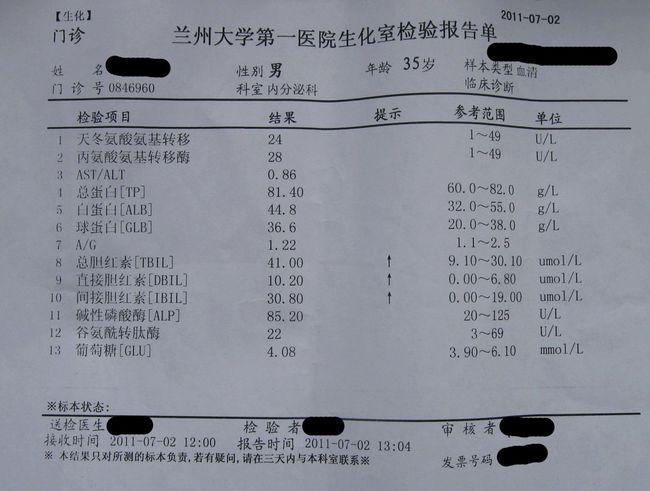 【生化】
2011-07-02
门诊 兰州大学第一医院生化室检验报告单
姓 名 性别 男 年龄 35岁 样本类型 血清
门 诊 号 0846960 科室 内分泌科 临床诊断
检验项目 结果 提示 参考范围 单位
1 天冬氨酸氨基转移 24 1~49 U/L
2 丙氨酸氨基转移酶 28 1~49 U/L
3 AST/ALT 0.86
4 总蛋白[TP] 81.40 60.0~82.0 g/L
5 白蛋白[ALB] 44.8 32.0~55.0 g/L
6 球蛋白[GLB] 36.6 20.0~38.0 g/L
7 A/G 1.22 1.1~2.5
8 总胆红素[TBIL] 41.00 ↑ 9.10~30.10 umol/L
9 直接胆红素[DBIL] 10.20 ↑ 0.00~6.80 umol/L
10 间接胆红素[IBIL] 30.80 ↑ 0.00~19.00 umol/L
11 碱性磷酸酶[ALP] 85.20 20~125 U/L
12 谷氨酰转肽酶 22 3~69 U/L
13 葡萄糖[GLU] 4.08 3.90~6.10 mmol/L
※标本状态:
送检医生 检 验 者 审 核 者
接收时间 2011-07-02 12:00 报告时间 2011-07-02 13:04
※ 本结果只对所测的标本负责,若有疑问,请在三天内与本科室联系※ 发票号码